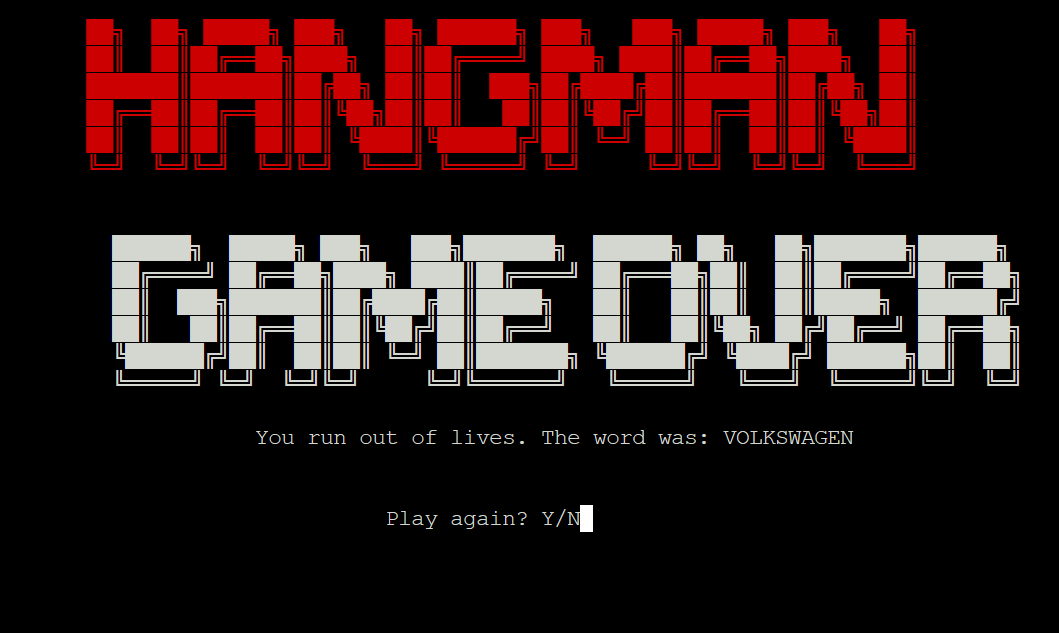 HANGMAN
GAME OVER
You run out of lives. The word was: VOLKSWAGEN
Play again? Y/N